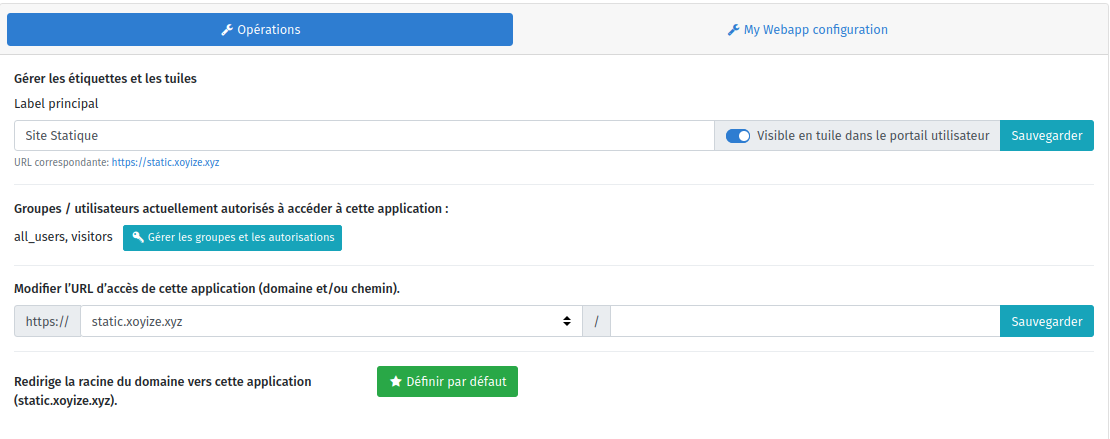 Opérations
My Webapp configuration
Gérer les étiquettes et les tuiles
Label principal
Site Statique
Visible en tuile dans le portail utilisateur
Sauvegarder
URL correspondante: https://static.xoyize.xyz
Groupes / utilisateurs actuellement autorisés à accéder à cette application :
all_users, visitors
Gérer les groupes et les autorisations
Modifier l’URL d’accès de cette application (domaine et/ou chemin).
https://
static.xoyize.xyz
/
Sauvegarder
Redirige la racine du domaine vers cette application
(static.xoyize.xyz).
Définir par défaut